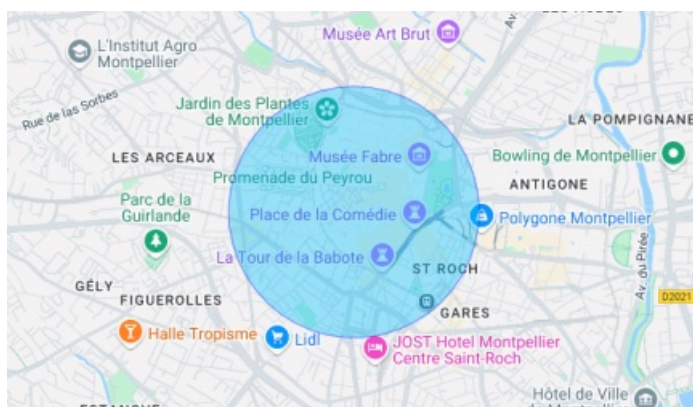 Musée Art Brut
L'Institut Agro
Montpellier
Av.
Rue de las Sorbes
Jardin des Plantes
de Montpellier
LA POMPIGNANE
LES ARCEAUX
Musée Fabre
Bowling de Montpellier
Promenade du Peyrou
ANTIGONE
Parc de la
Guirlande
Place de la Comédie
Polygone Montpellier
La Tour de la Babote
Av. du Pirée
ST ROCH
GÉLY
FIGUEROLLES
D2021
GARES
Halle Tropisme
Lidl
JOST Hotel Montpellier
Centre Saint-Roch
Hôtel de Ville